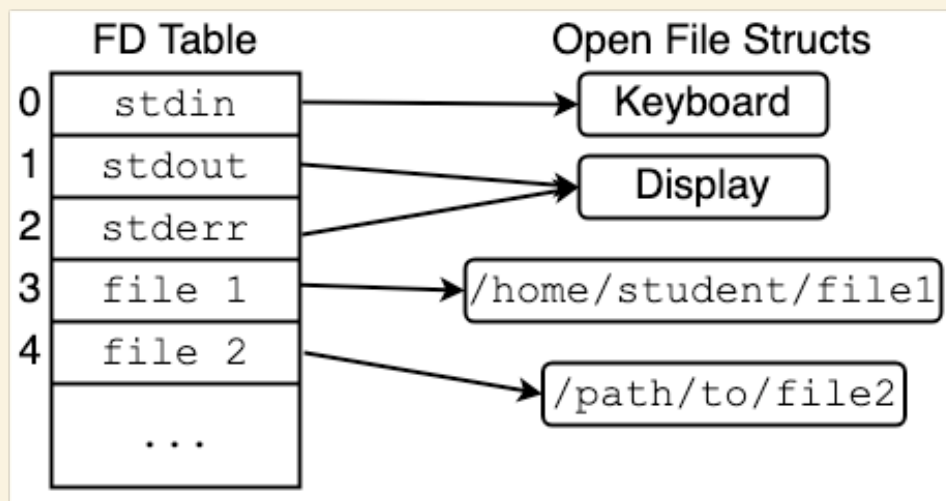 FD Table
Open File Structs
0 stdin
Keyboard
1 stdout
Display
2 stderr
3 file 1
/home/student/file1
4 file 2
/path/to/file2
...